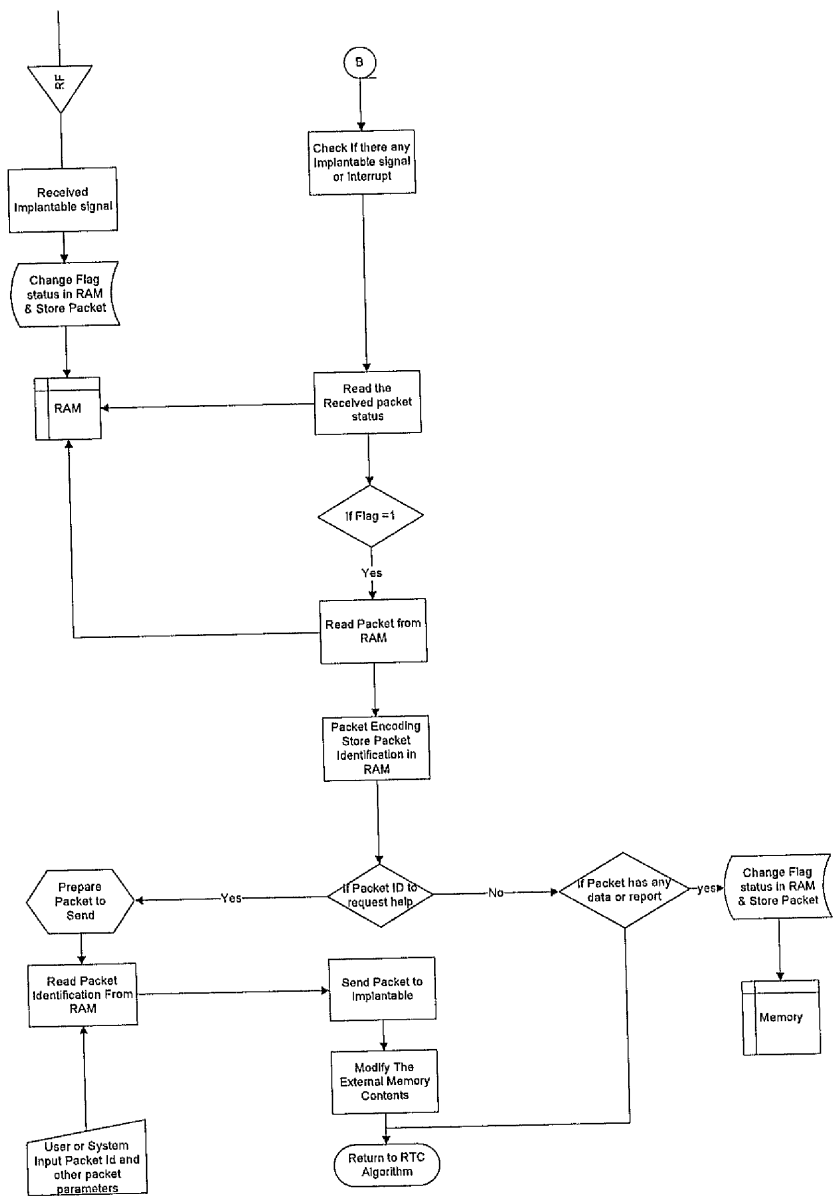 RF
B
Check If there any
Implantable signal
or Interrupt
Received
Implantable signal
Change Flag
status in RAM
& Store Packet
RAM
Read the
Received packet
status
If Flag =1
Yes
Read Packet from
RAM
Packet Encoding
Store Packet
Identification in
RAM
Prepare
Packet to
Send
Yes
If Packet ID to
request help
No
If Packet has any
data or report
yes
Change Flag
status in RAM
& Store Packet
Read Packet
Identification From
RAM
Send Packet to
Implantable
Memory
Modify The
External Memory
Contents
User or System
Input Packet Id and
other packet
parameters
Return to RTC
Algorithm